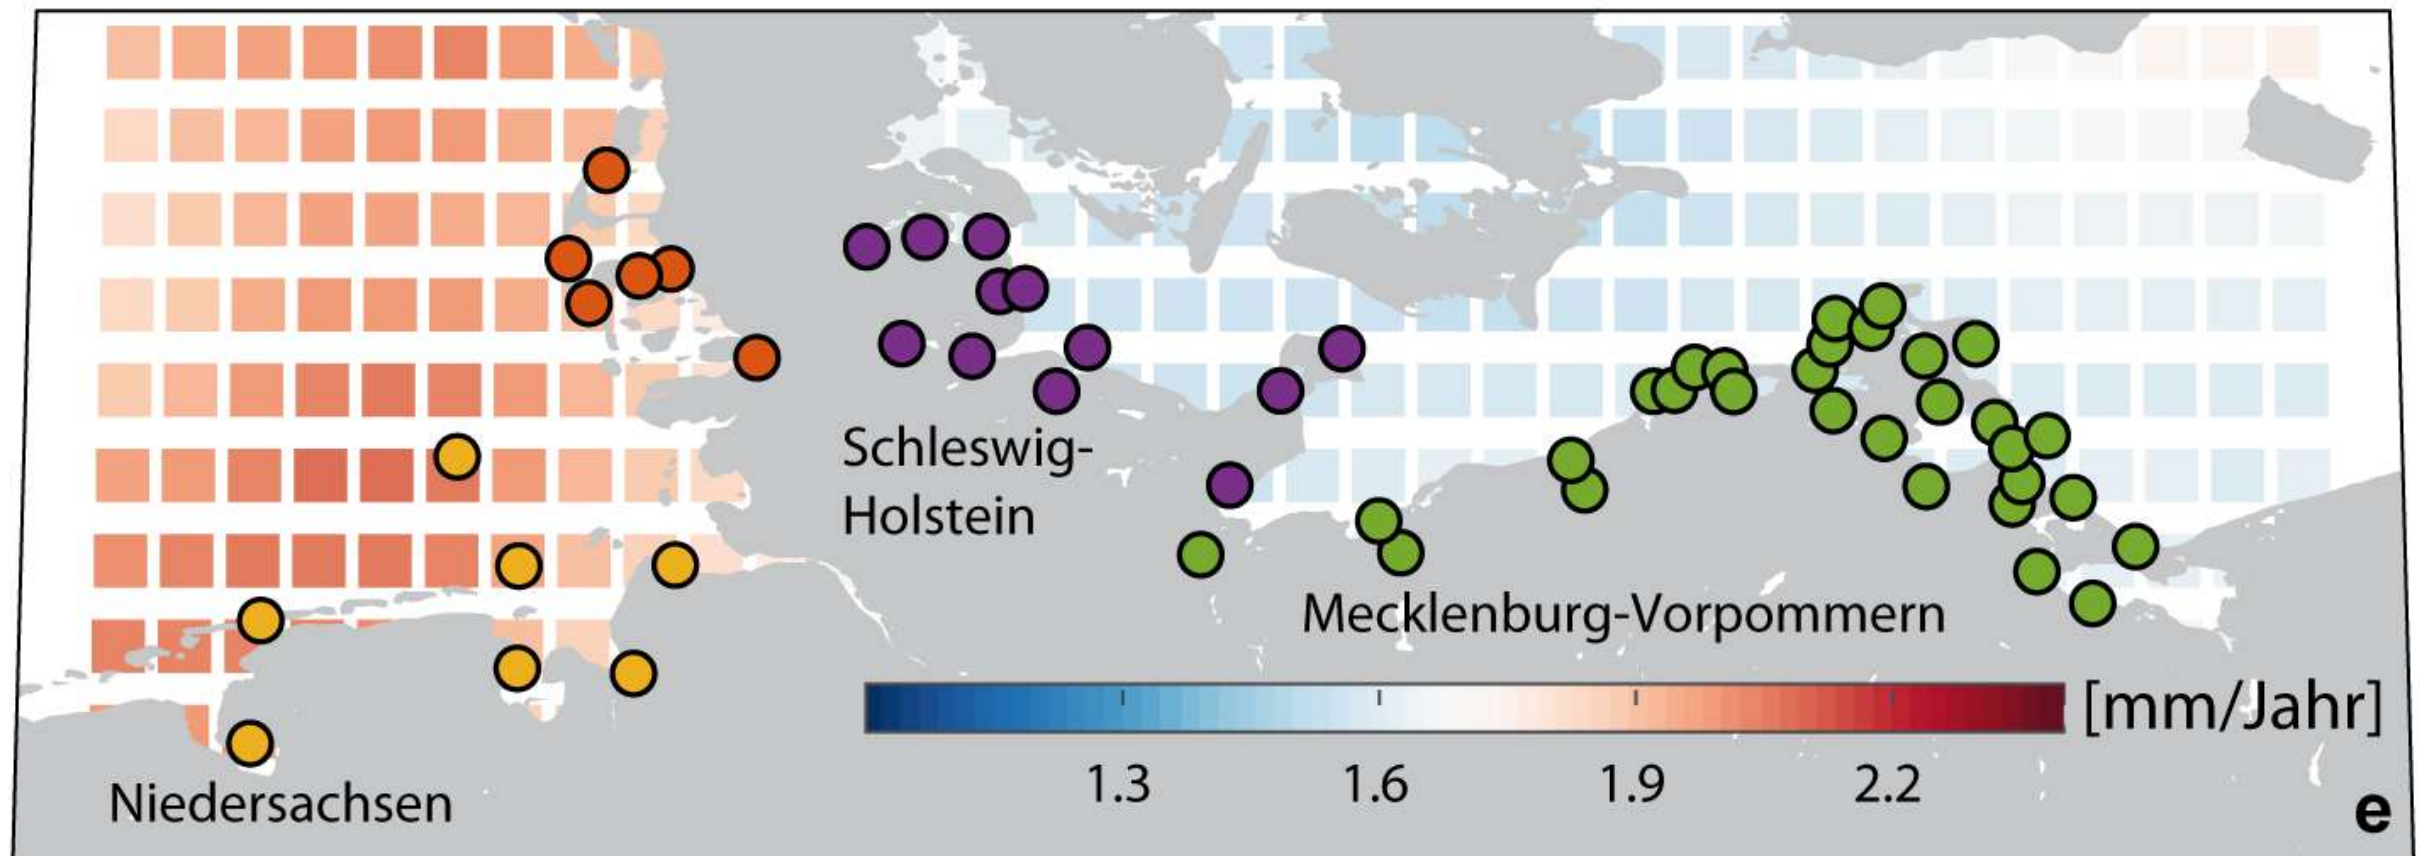 Schleswig-
Holstein
Mecklenburg-Vorpommern
[mm/Jahr]
1.3 1.6 1.9 2.2
Niedersachsen
e